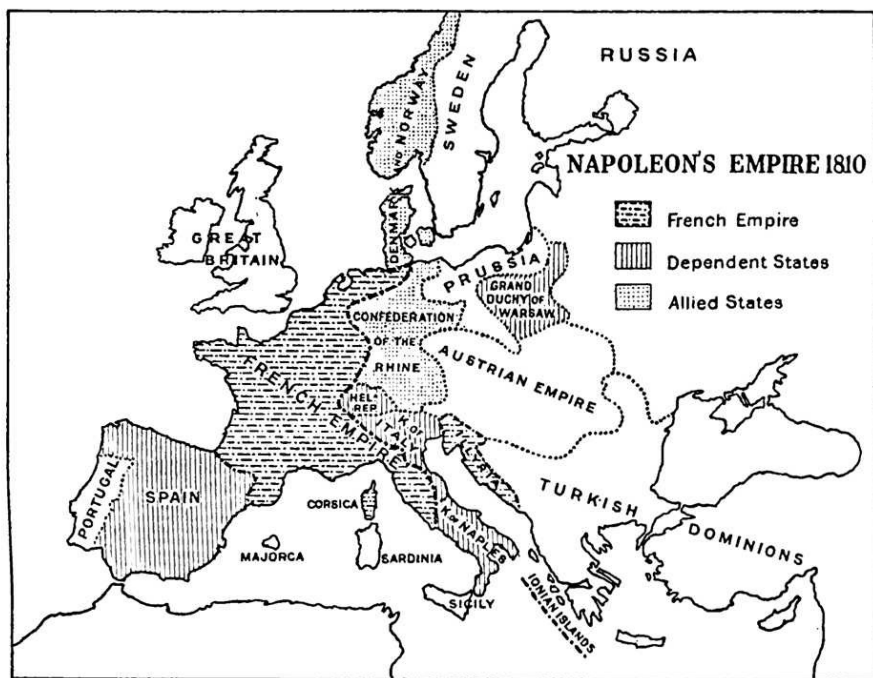 RUSSIA
NAPOLEON'S EMPIRE 1810
French Empire
Dependent States
Allied States
NORWAY
SWEDEN
DENMARK
GREAT
BRITAIN
PRUSSIA
GRAND
DUCHY OF
WARSAW
CONFEDERATION
OF THE
RHINE
AUSTRIAN EMPIRE
FRENCH EMPIRE
HEL-
REP
K OF
ITALY
ILLYRIA
PORTUGAL
SPAIN
CORSICA
MAJORCA
SARDINIA
K OF NAPLES
SICILY
IONIAN ISLANDS
TURKISH
DOMINIONS